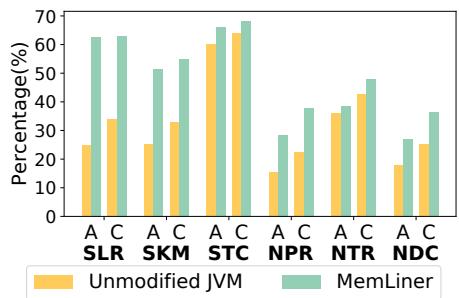 70
60
50
40
30
20
10
0
Percentage(%)
A C A C A C A C A C A C
SLR SKM STC NPR NTR NDC
Unmodified JVM MemLiner